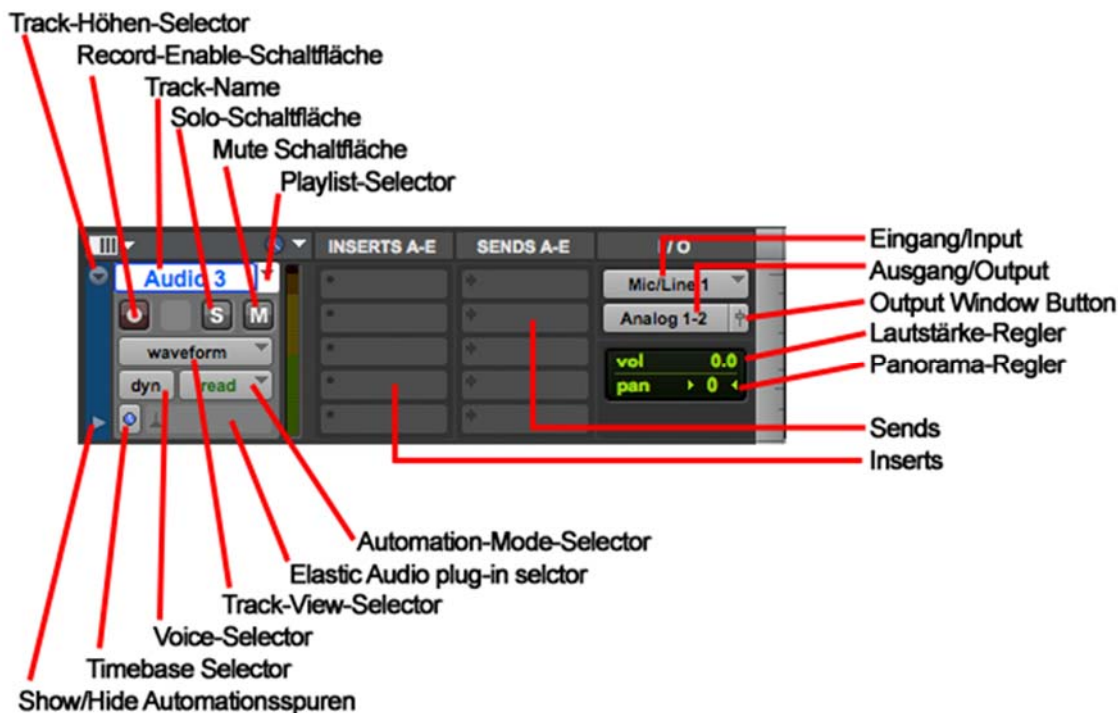 Track-Höhen-Selector
Record-Enable-Schaltfläche
Track-Name
Solo-Schaltfläche
Mute Schaltfläche
Playlist-Selector
INSERTS A-E
SENDS A-E
I/O
Audio 3
S
M
waveform
dyn
read
Mic/Line 1
Analog 1-2
vol 0.0
pan 0
Eingang/Input
Ausgang/Output
Output Window Button
Lautstärke-Regler
Panorama-Regler
Sends
Inserts
Automation-Mode-Selector
Elastic Audio plug-in selctor
Track-View-Selector
Voice-Selector
Timebase Selector
Show/Hide Automationsspuren